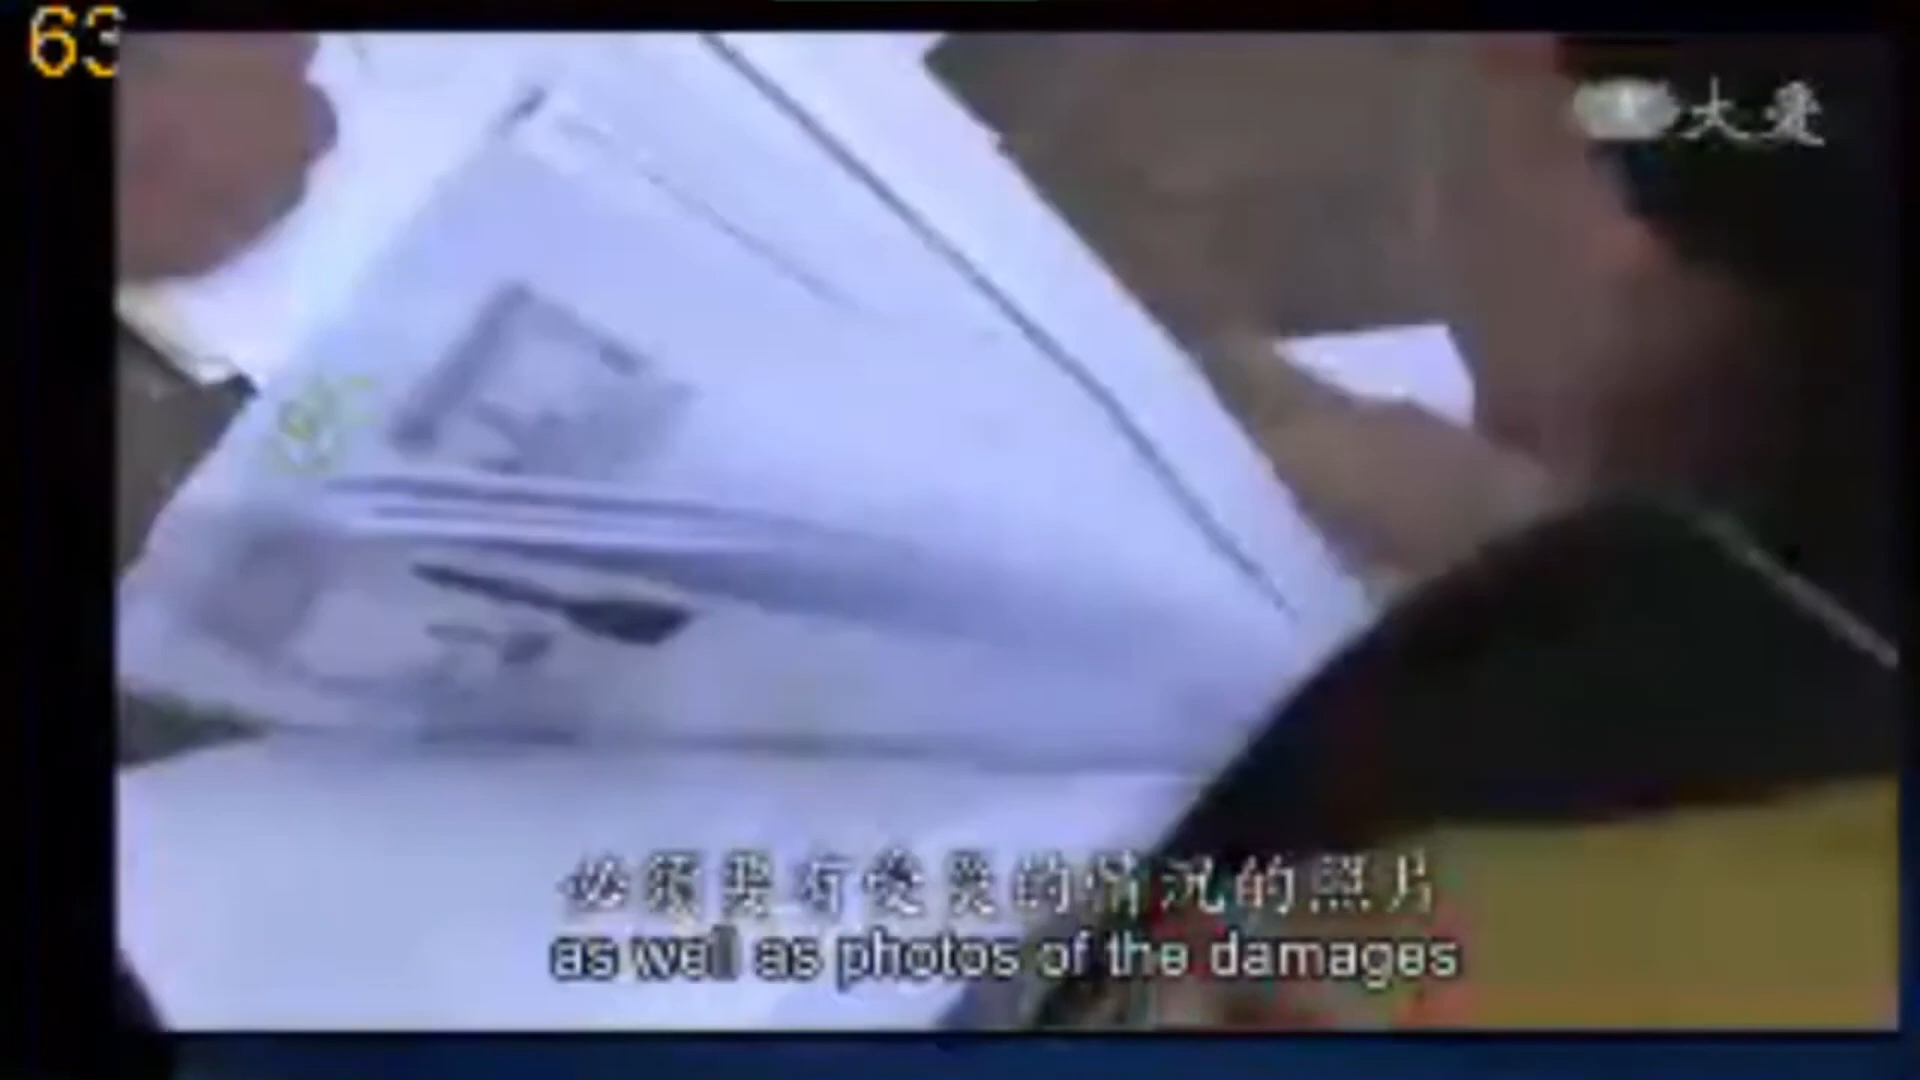 63
大愛
必須要有受災的情況的照片
as well as photos of the damages